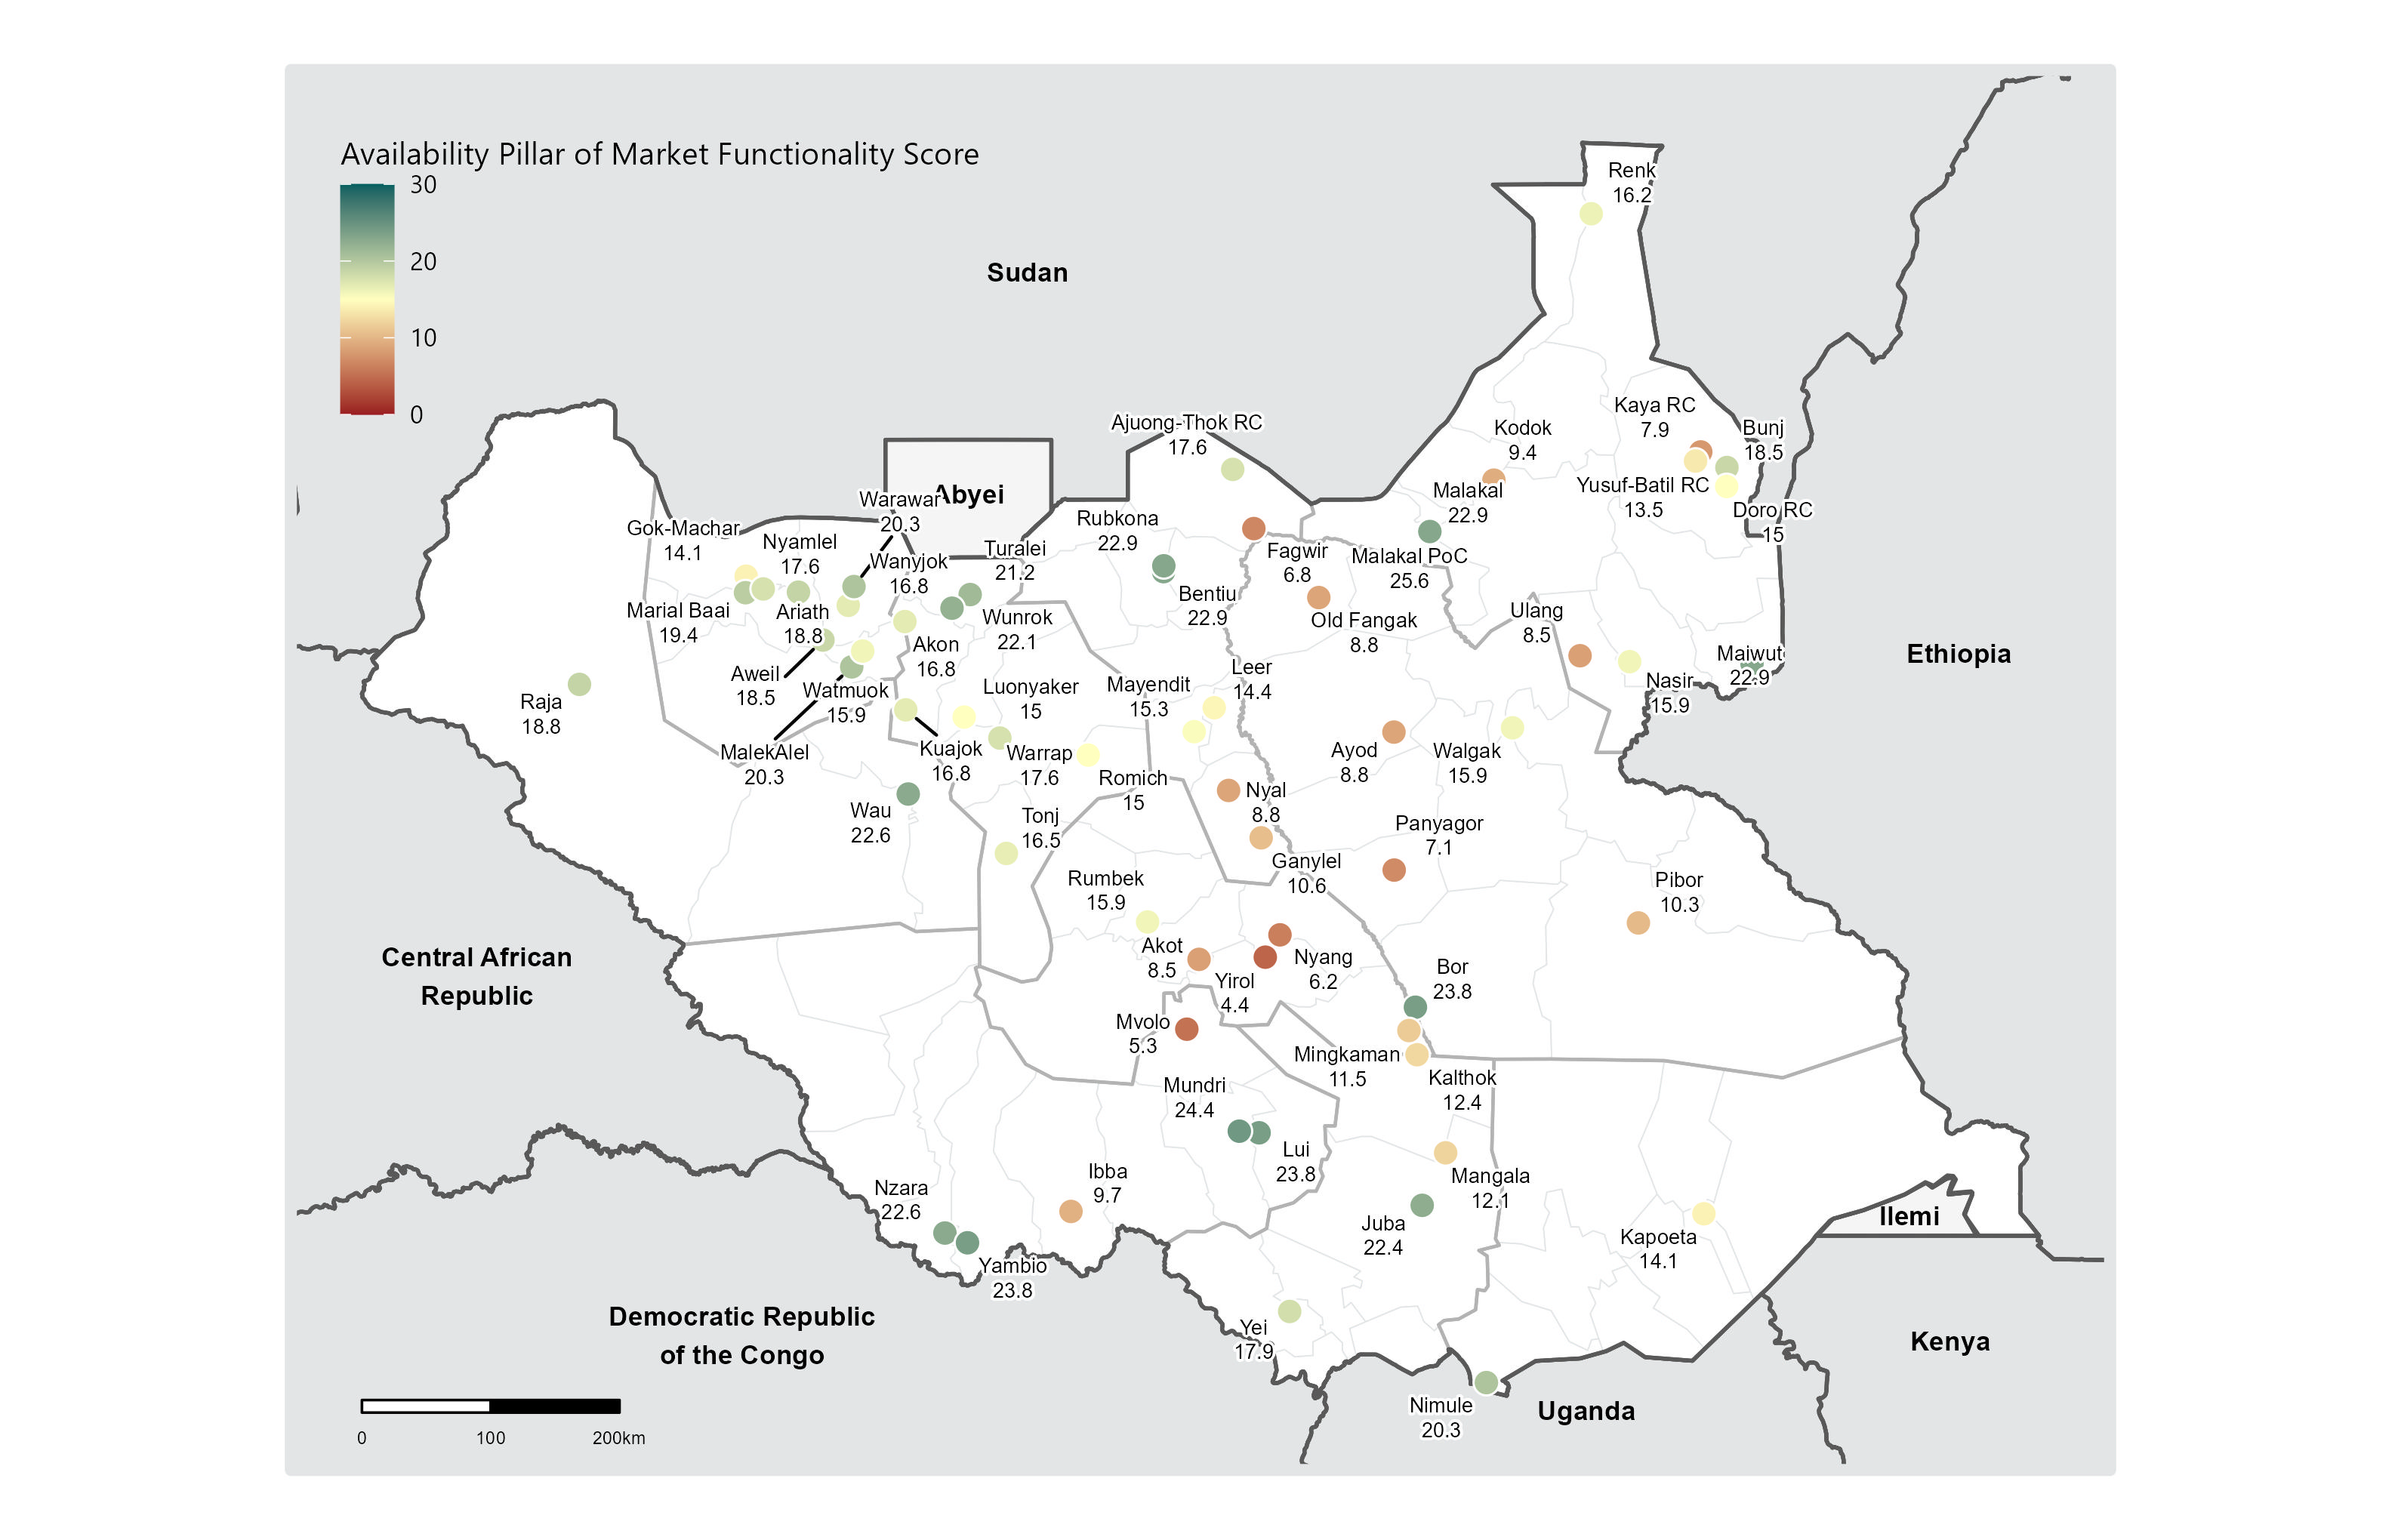 Availability Pillar of Market Functionality Score
30
20
10
0
Renk
16.2
Sudan
Kaya RC
7.9
Bunj
18.5
Ajuong-Thok RC
17.6
Kodok
9.4
Abyei
Warawar
20.3
Malakal
22.9
Yusuf-Batil RC
13.5
Doro RC
15
Gok-Machar
14.1
Nyamlel
17.6
Rubkona
22.9
Turalei
21.2
Wanyjok
16.8
Fagwir
6.8
Malakal PoC
25.6
Marial Baai
19.4
Ariath
18.8
Bentiu
22.9
Wunrok
22.1
Old Fangak
8.8
Ulang
8.5
Akon
16.8
Ethiopia
Maiwut
22.9
Aweil
18.5
Leer
14.4
Nasir
15.9
Raja
18.8
Watmuok
15.9
Luonyaker
15
Mayendit
15.3
MalekAlel
20.3
Kuajok
16.8
Warrap
17.6
Ayod
8.8
Walgak
15.9
Romich
15
Nyal
8.8
Wau
22.6
Tonj
16.5
Panyagor
7.1
Ganylel
10.6
Rumbek
15.9
Pibor
10.3
Central African
Republic
Akot
8.5
Nyang
6.2
Yirol
4.4
Bor
23.8
Mvolo
5.3
Mingkaman
11.5
Kalthok
12.4
Mundri
24.4
Lui
23.8
Mangala
12.1
Ibba
9.7
Nzara
22.6
Juba
22.4
Ilemi
Kapoeta
14.1
Yambio
23.8
Democratic Republic
of the Congo
Yei
17.9
Kenya
Nimule
20.3
Uganda
0 100 200km